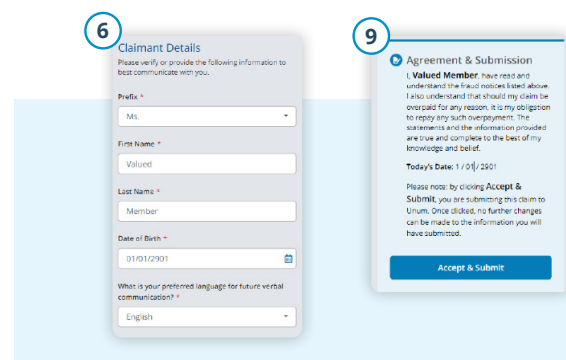 6
Claimant Details
Please verify or provide the following information to
best communicate with you.
Prefix *
Ms.
First Name *
Valued
Last Name *
Member
Date of Birth *
01/01/2901
What is your preferred language for future verbal
communication? *
English
9
Agreement & Submission
I, Valued Member, have read and
understand the fraud notices listed above.
I also understand that should my claim be
overpaid for any reason, it is my obligation
to repay any such overpayment. The
statements and the information provided
are true and complete to the best of my
knowledge and belief.
Today's Date: 1 / 01 / 2901
Please note: by clicking Accept &
Submit, you are submitting this claim to
Unum. Once clicked, no further changes
can be made to the information you will
have submitted.
Accept & Submit